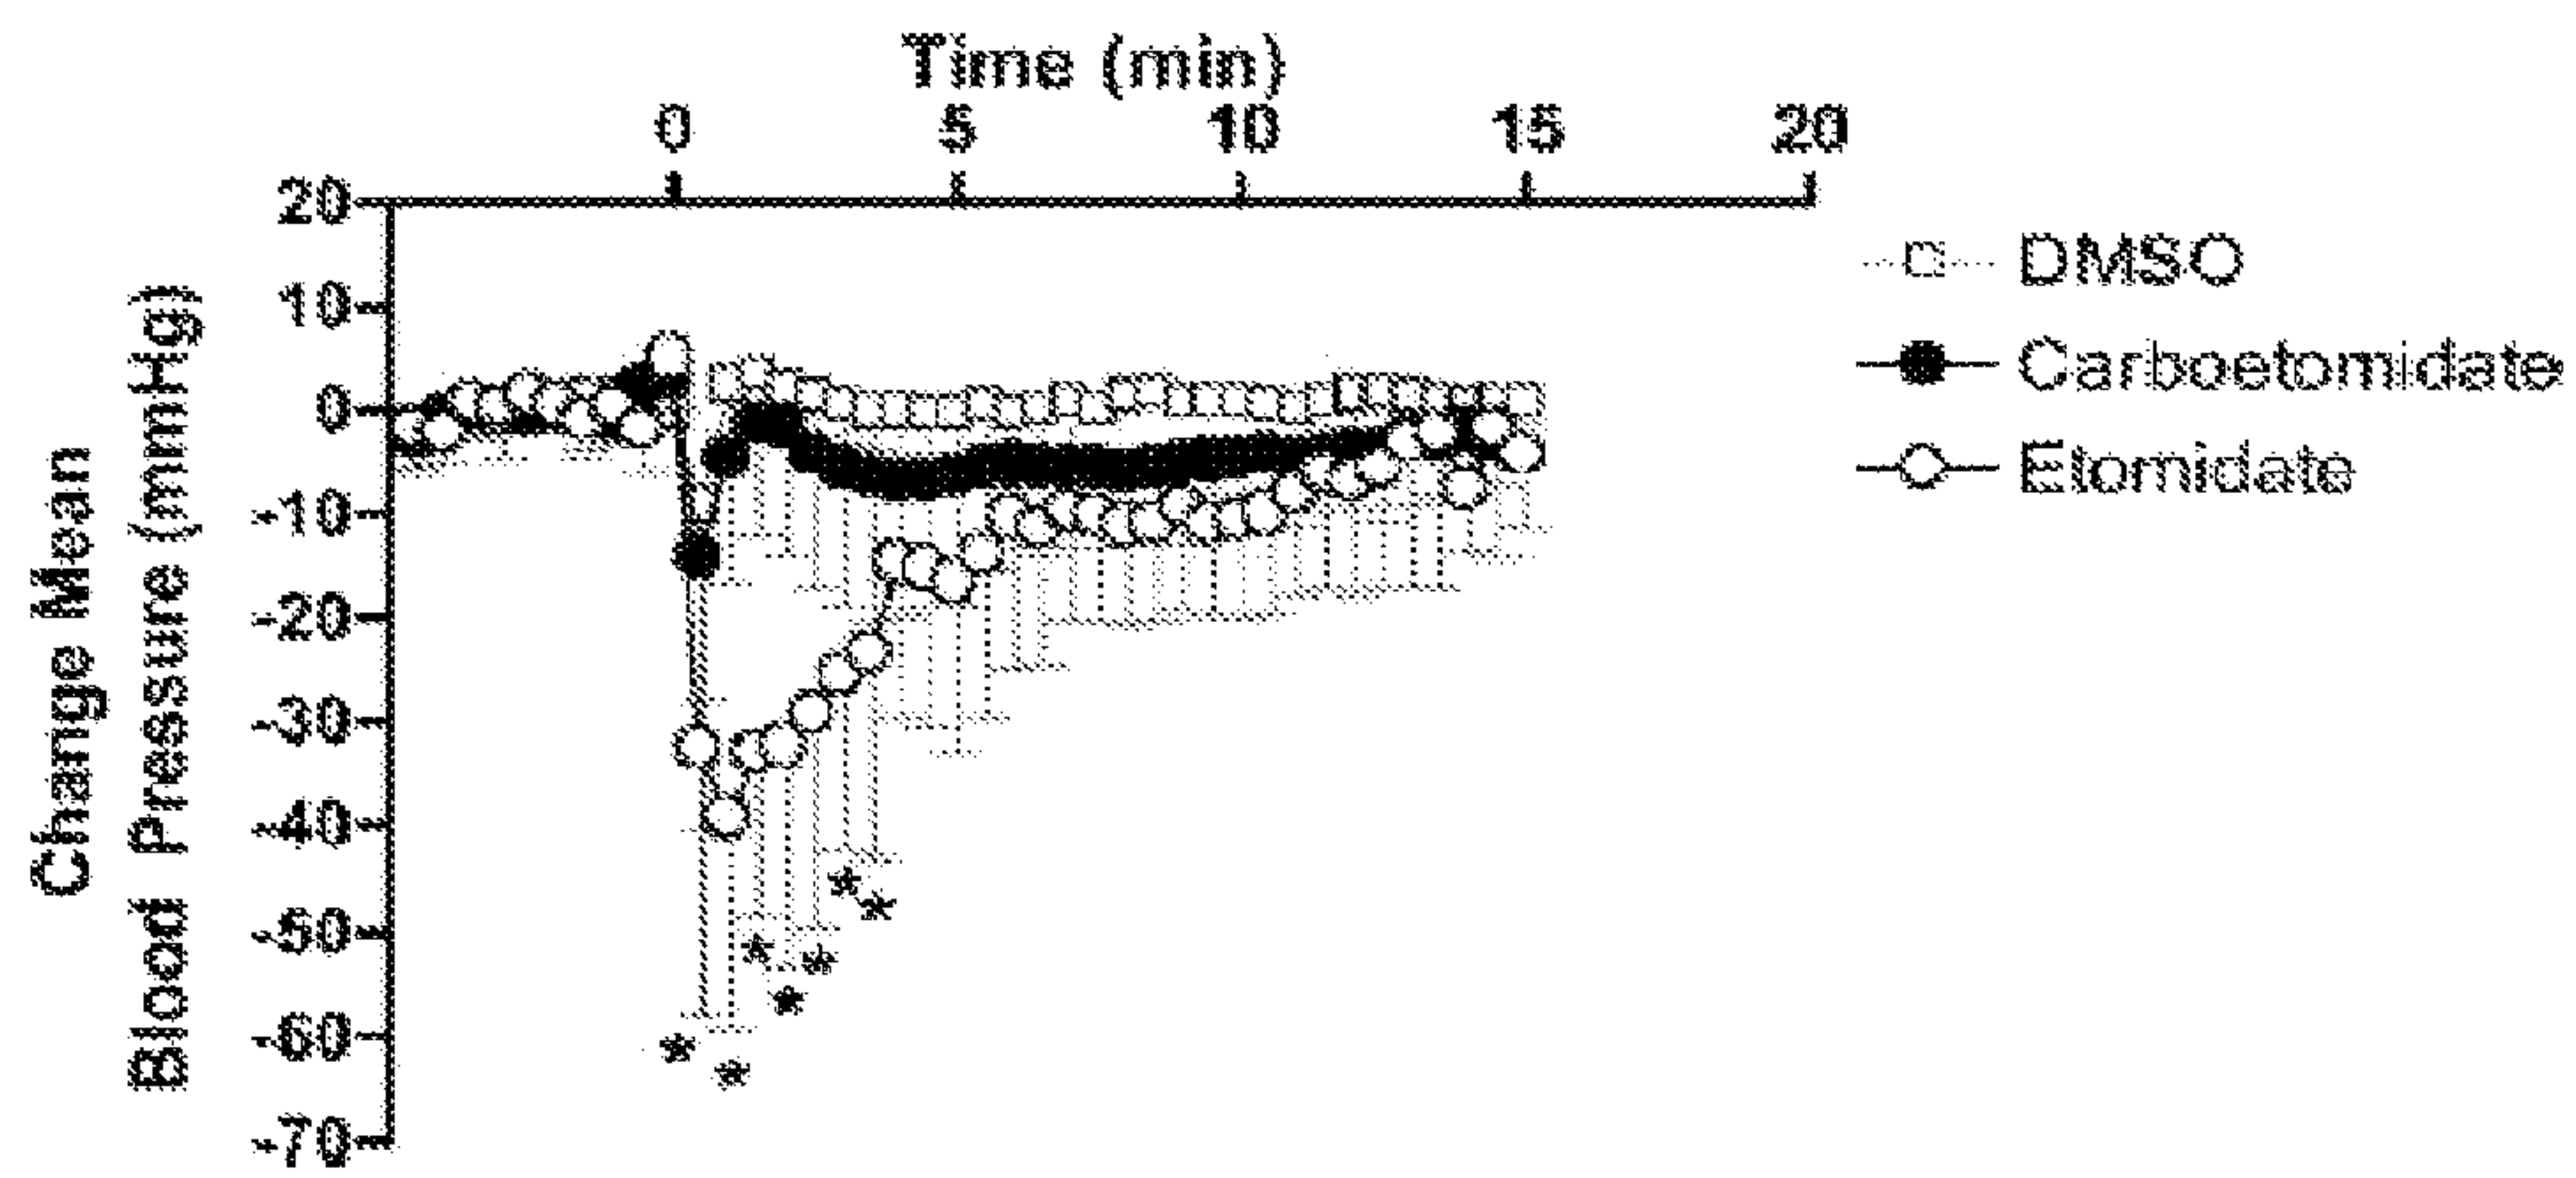 Time (min)
0 5 10 15 20
20
10
0
-10
-20
-30
-40
-50
-60
-70
Change Mean
Blood Pressure (mmHg)
DMSO
Carboetomidate
Etomidate
*
*
*
*
*
*
*